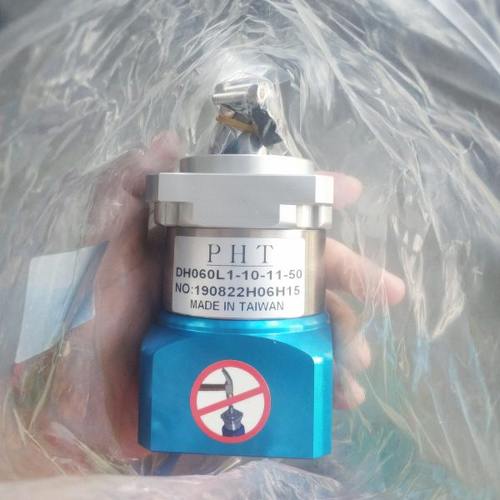 PHT
DH060L1-10-11-50
NO:190822H06H15
MADE IN TAIWAN